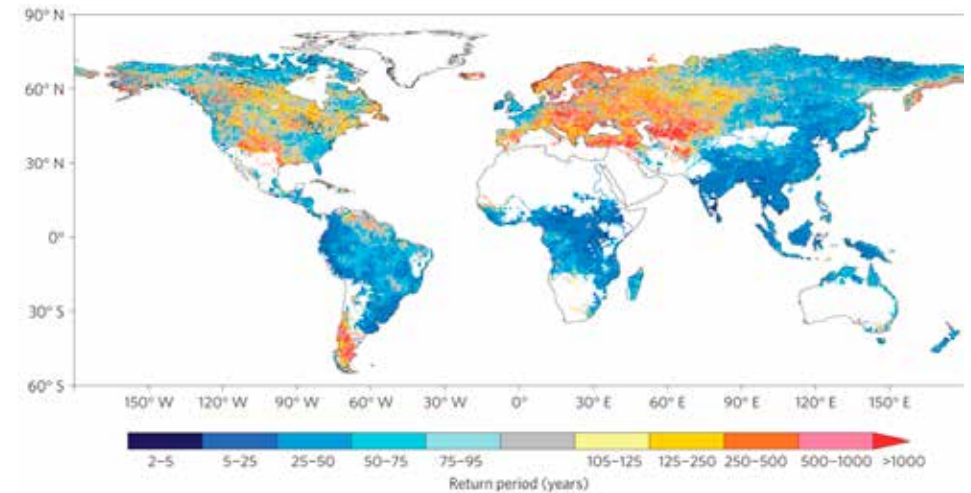 90° N
60° N
30° N
0°
30° S
60° S
150° W 120° W 90° W 60° W 30° W 0° 30° E 60° E 90° E 120° E 150° E
2–5 5–25 25–50 50–75 75–95 105–125 125–250 250–500 500–1000 >1000
Return period (years)